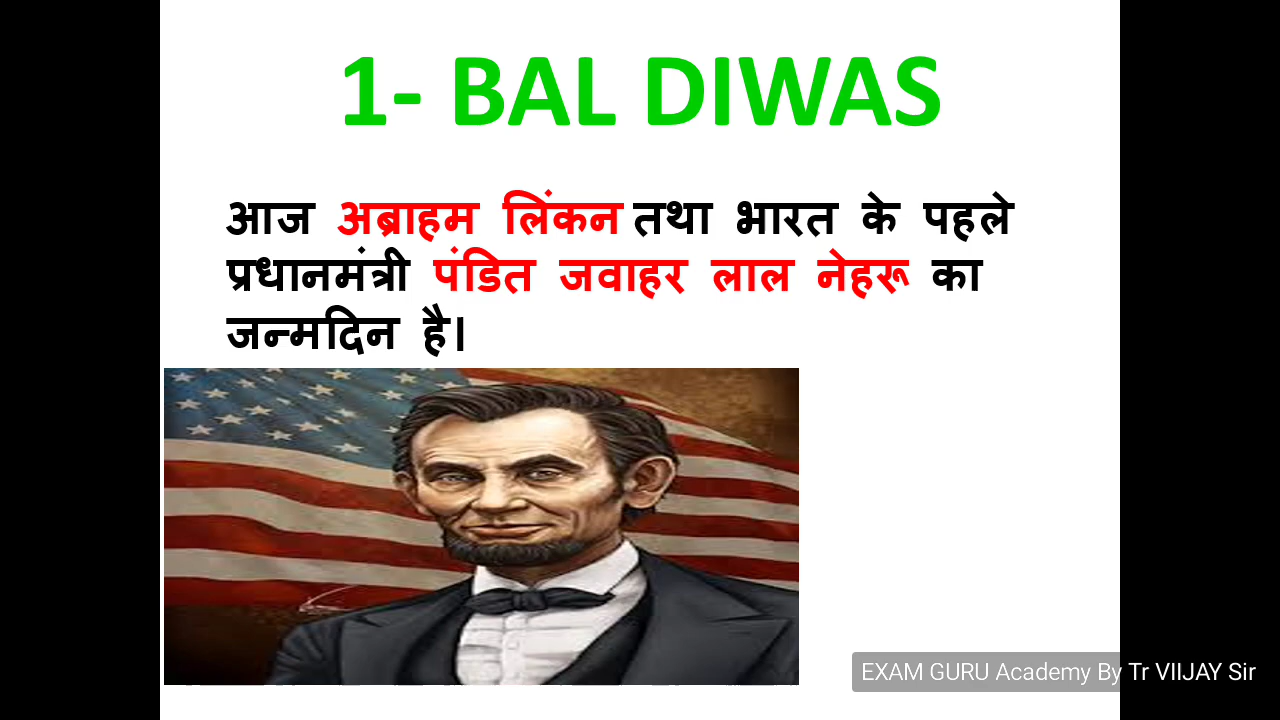 1- BAL DIWAS
आज अब्राहम लिंकन तथा भारत के पहले
प्रधानमंत्री पंडित जवाहर लाल नेहरू का
जन्मदिन है।
EXAM GURU Academy By Tr VIIJAY Sir